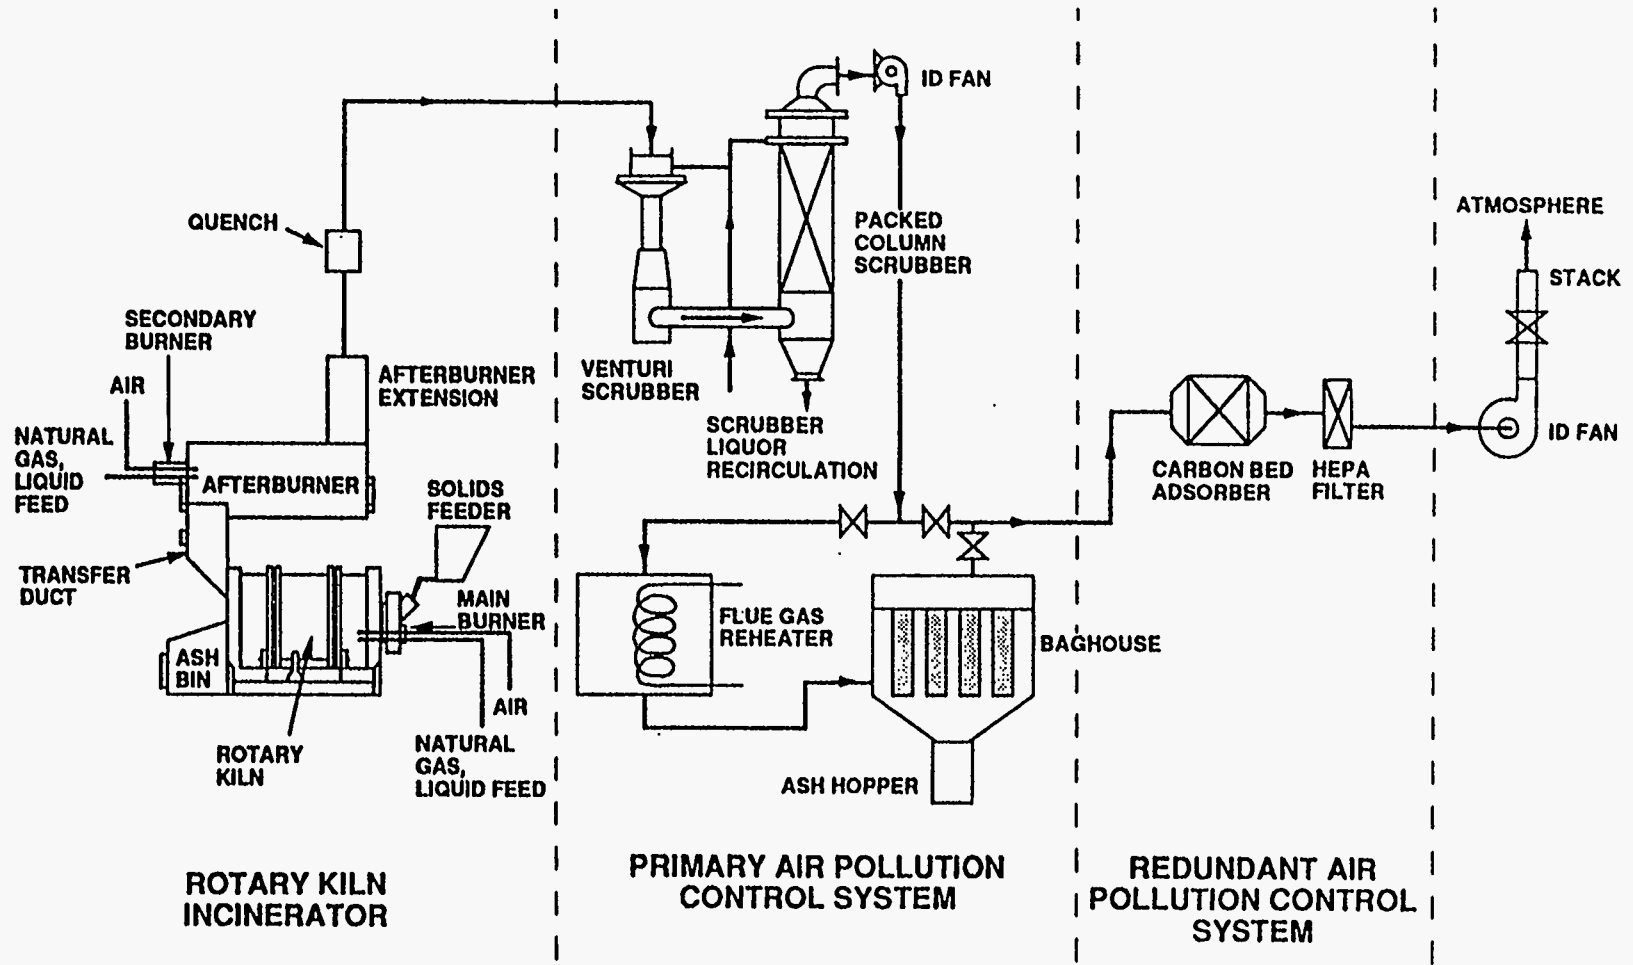 ID FAN
QUENCH
PACKED
COLUMN
SCRUBBER
ATMOSPHERE
STACK
SECONDARY
BURNER
AIR
AFTERBURNER
EXTENSION
VENTURI
SCRUBBER
SCRUBBER
LIQUOR
RECIRCULATION
NATURAL
GAS,
LIQUID
FEED
AFTERBURNER
SOLIDS
FEEDER
CARBON BED
ADSORBER
HEPA
FILTER
ID FAN
TRANSFER
DUCT
MAIN
BURNER
FLUE GAS
REHEATER
BAGHOUSE
ASH
BIN
AIR
ROTARY
KILN
NATURAL
GAS,
LIQUID FEED
ASH HOPPER
ROTARY KILN
INCINERATOR
PRIMARY AIR POLLUTION
CONTROL SYSTEM
REDUNDANT AIR
POLLUTION CONTROL
SYSTEM